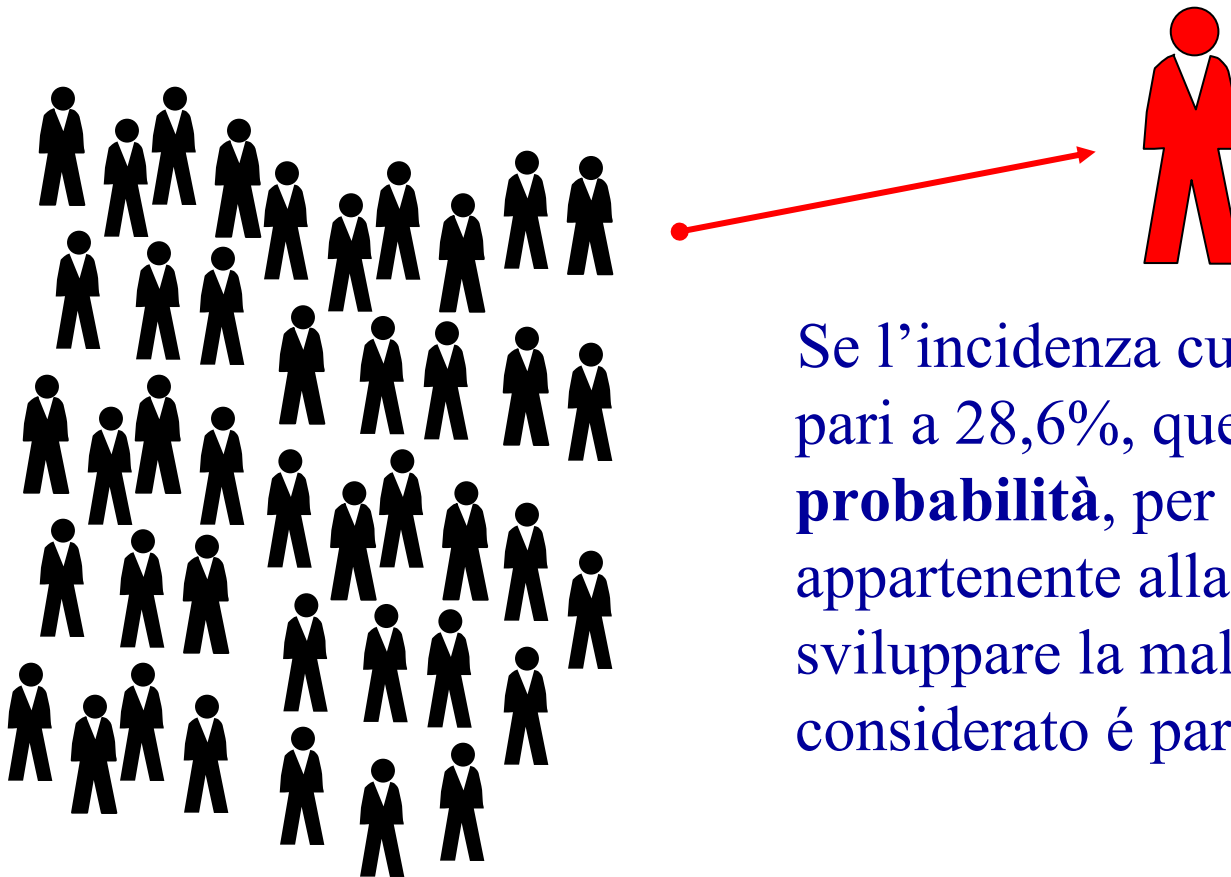 Se l’incidenza cu
pari a 28,6%, que
probabilità, per
appartenente alla
sviluppare la mal
considerato é par